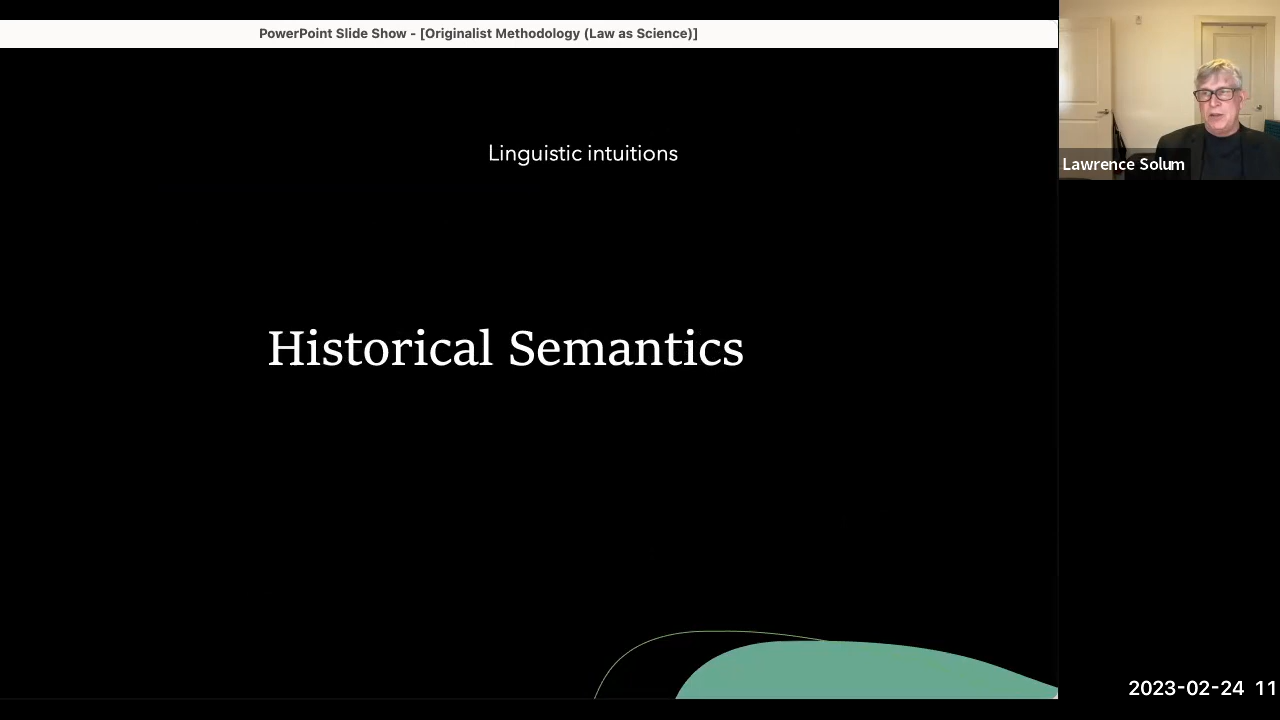 PowerPoint Slide Show - [Originalist Methodology (Law as Science)]
Linguistic intuitions
Lawrence Solum
Historical Semantics
2023-02-24 11